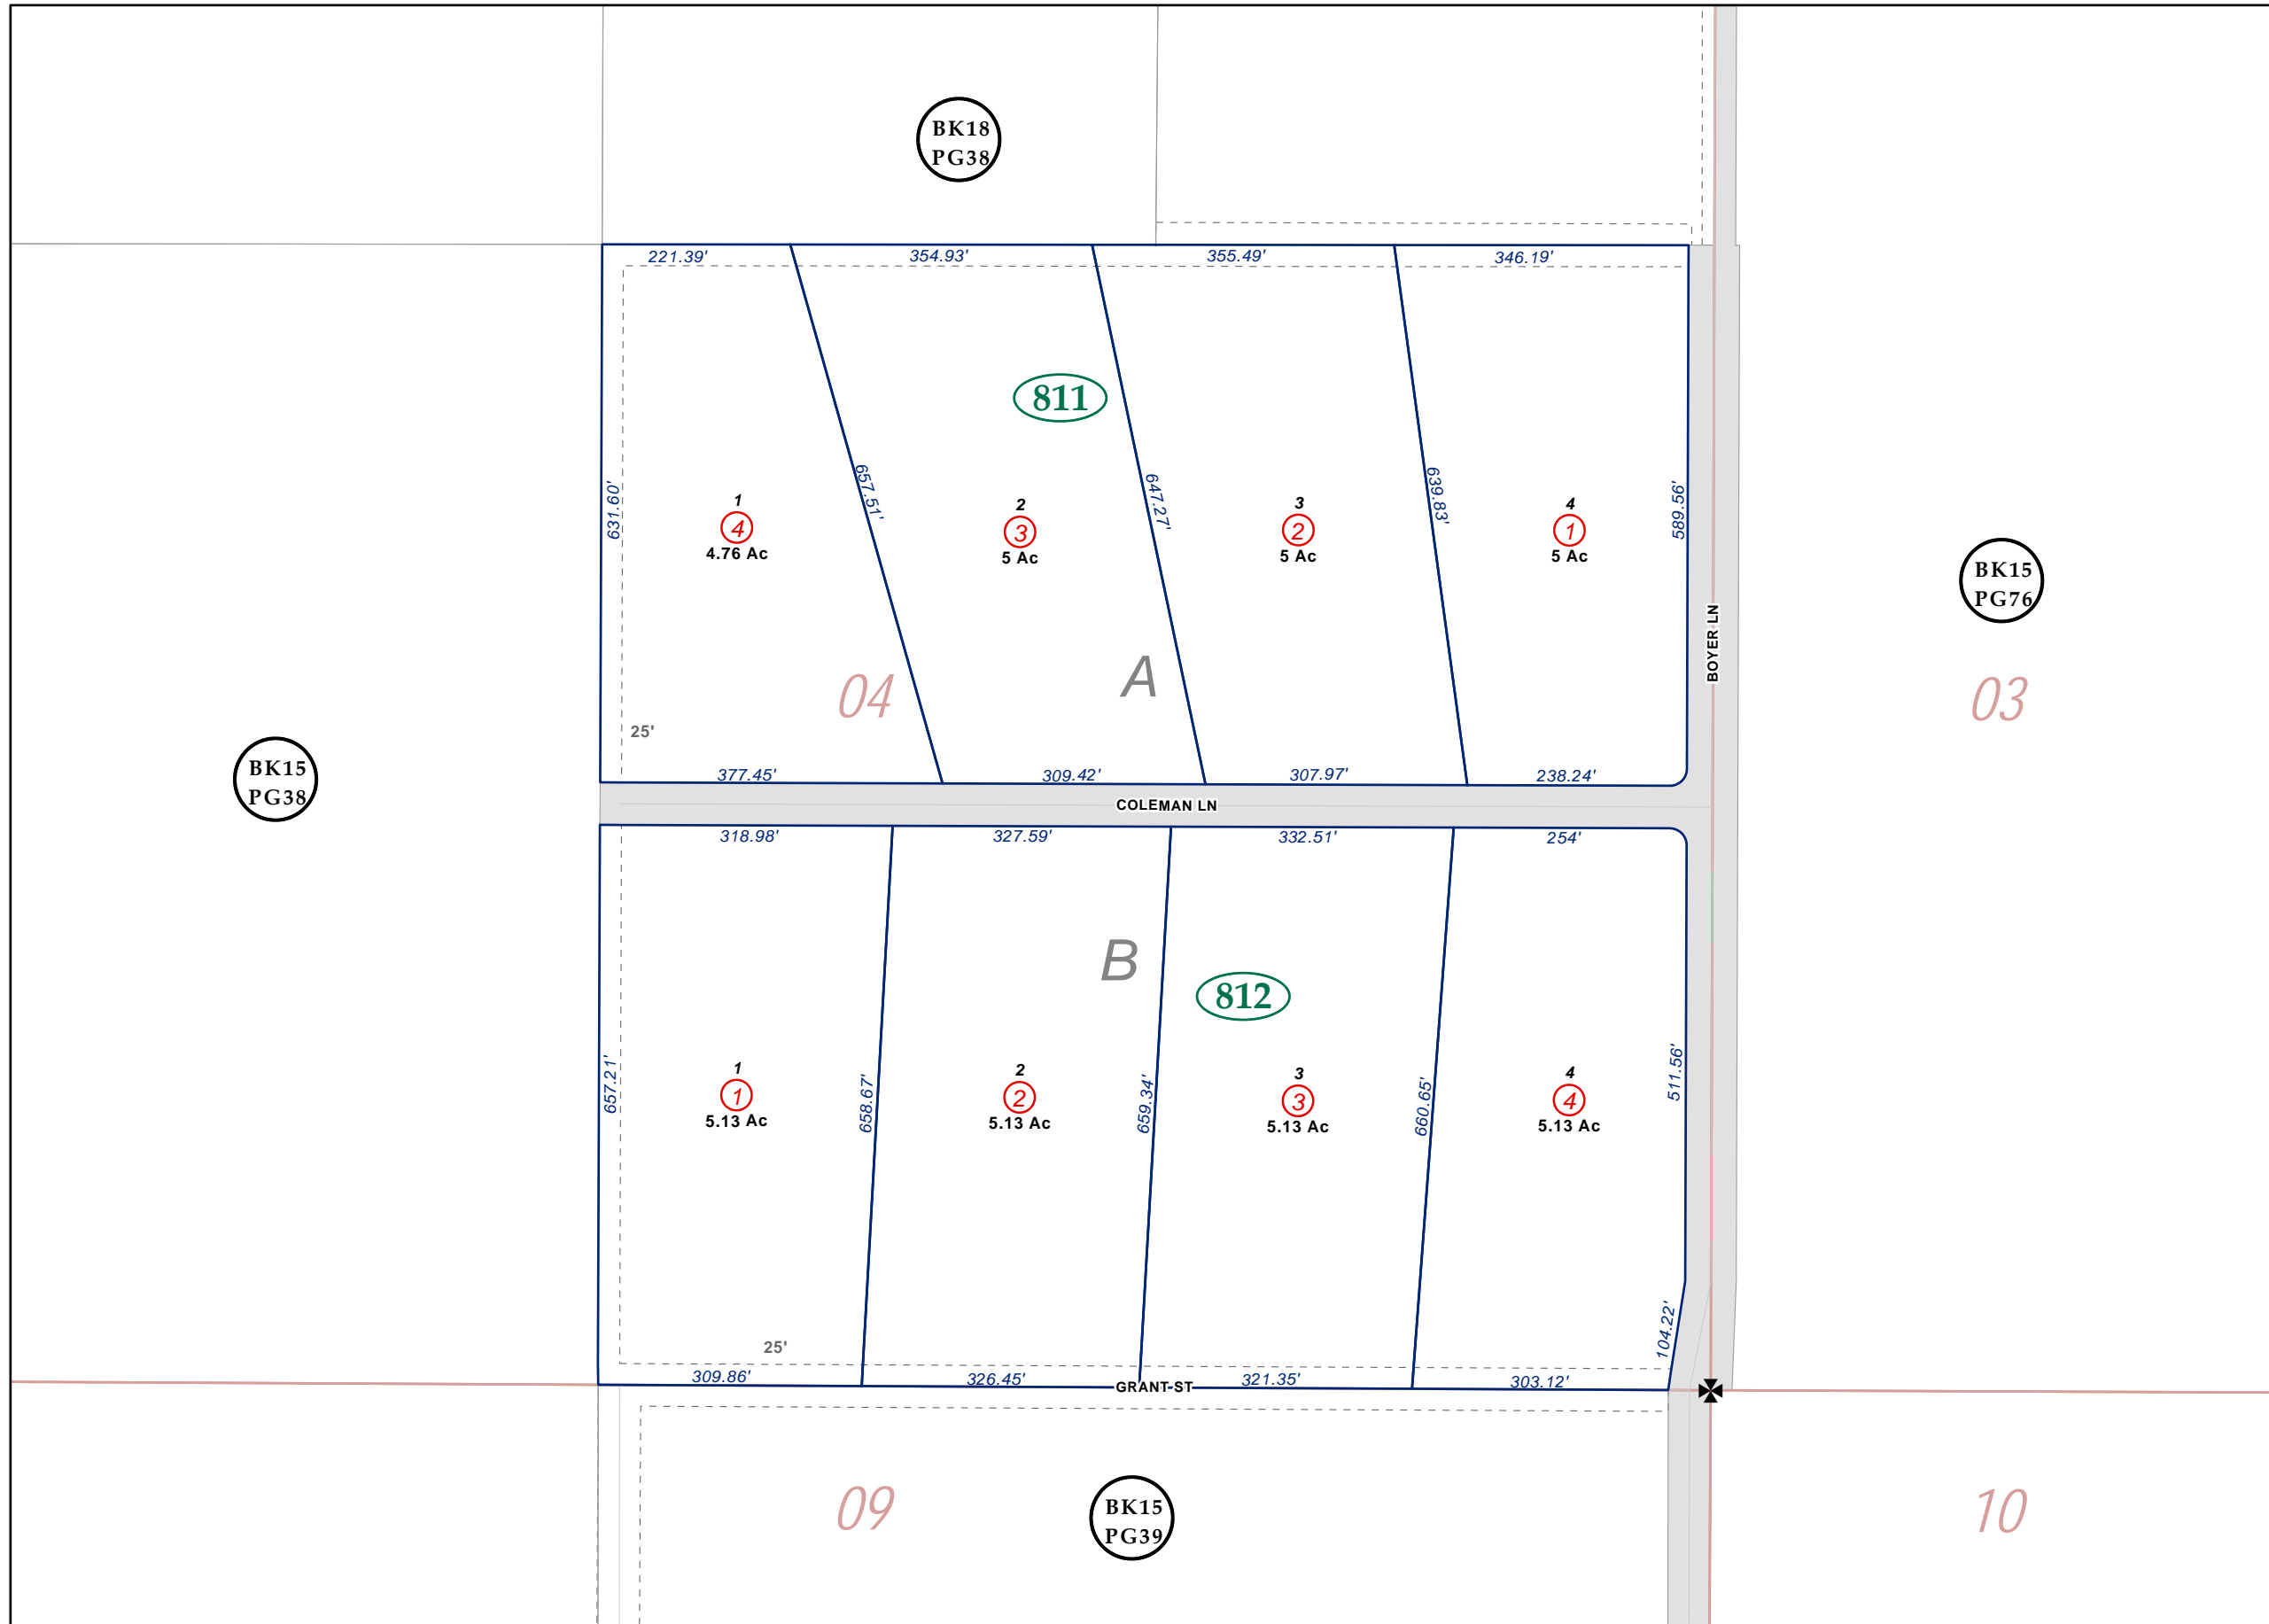 BK18
PG38
221.39'
354.93'
355.49'
346.19'
811
631.60'
657.51'
647.27'
639.83'
589.56'
1
4
4.76 Ac
2
3
5 Ac
3
2
5 Ac
4
1
5 Ac
BK15
PG76
BOYER LN
04
A
03
25'
BK15
PG38
377.45'
309.42'
307.97'
238.24'
COLEMAN LN
318.98'
327.59'
332.51'
254'
B
812
657.21'
658.67'
659.34'
660.65'
511.56'
1
1
5.13 Ac
2
2
5.13 Ac
3
3
5.13 Ac
4
4
5.13 Ac
104.22'
25'
309.86'
326.45'
GRANT ST
321.35'
303.12'
09
BK15
PG39
10